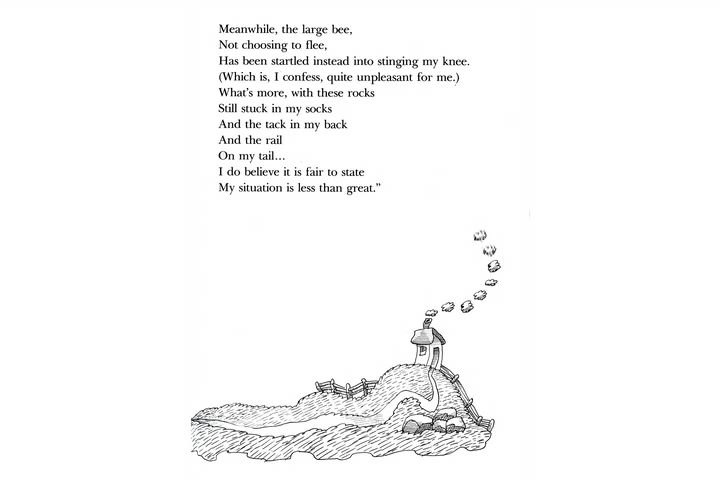 Meanwhile, the large bee,
Not choosing to flee,
Has been startled instead into stinging my knee.
(Which is, I confess, quite unpleasant for me.)
What’s more, with these rocks
Still stuck in my socks
And the tack in my back
And the rail
On my tail...
I do believe it is fair to state
My situation is less than great.”